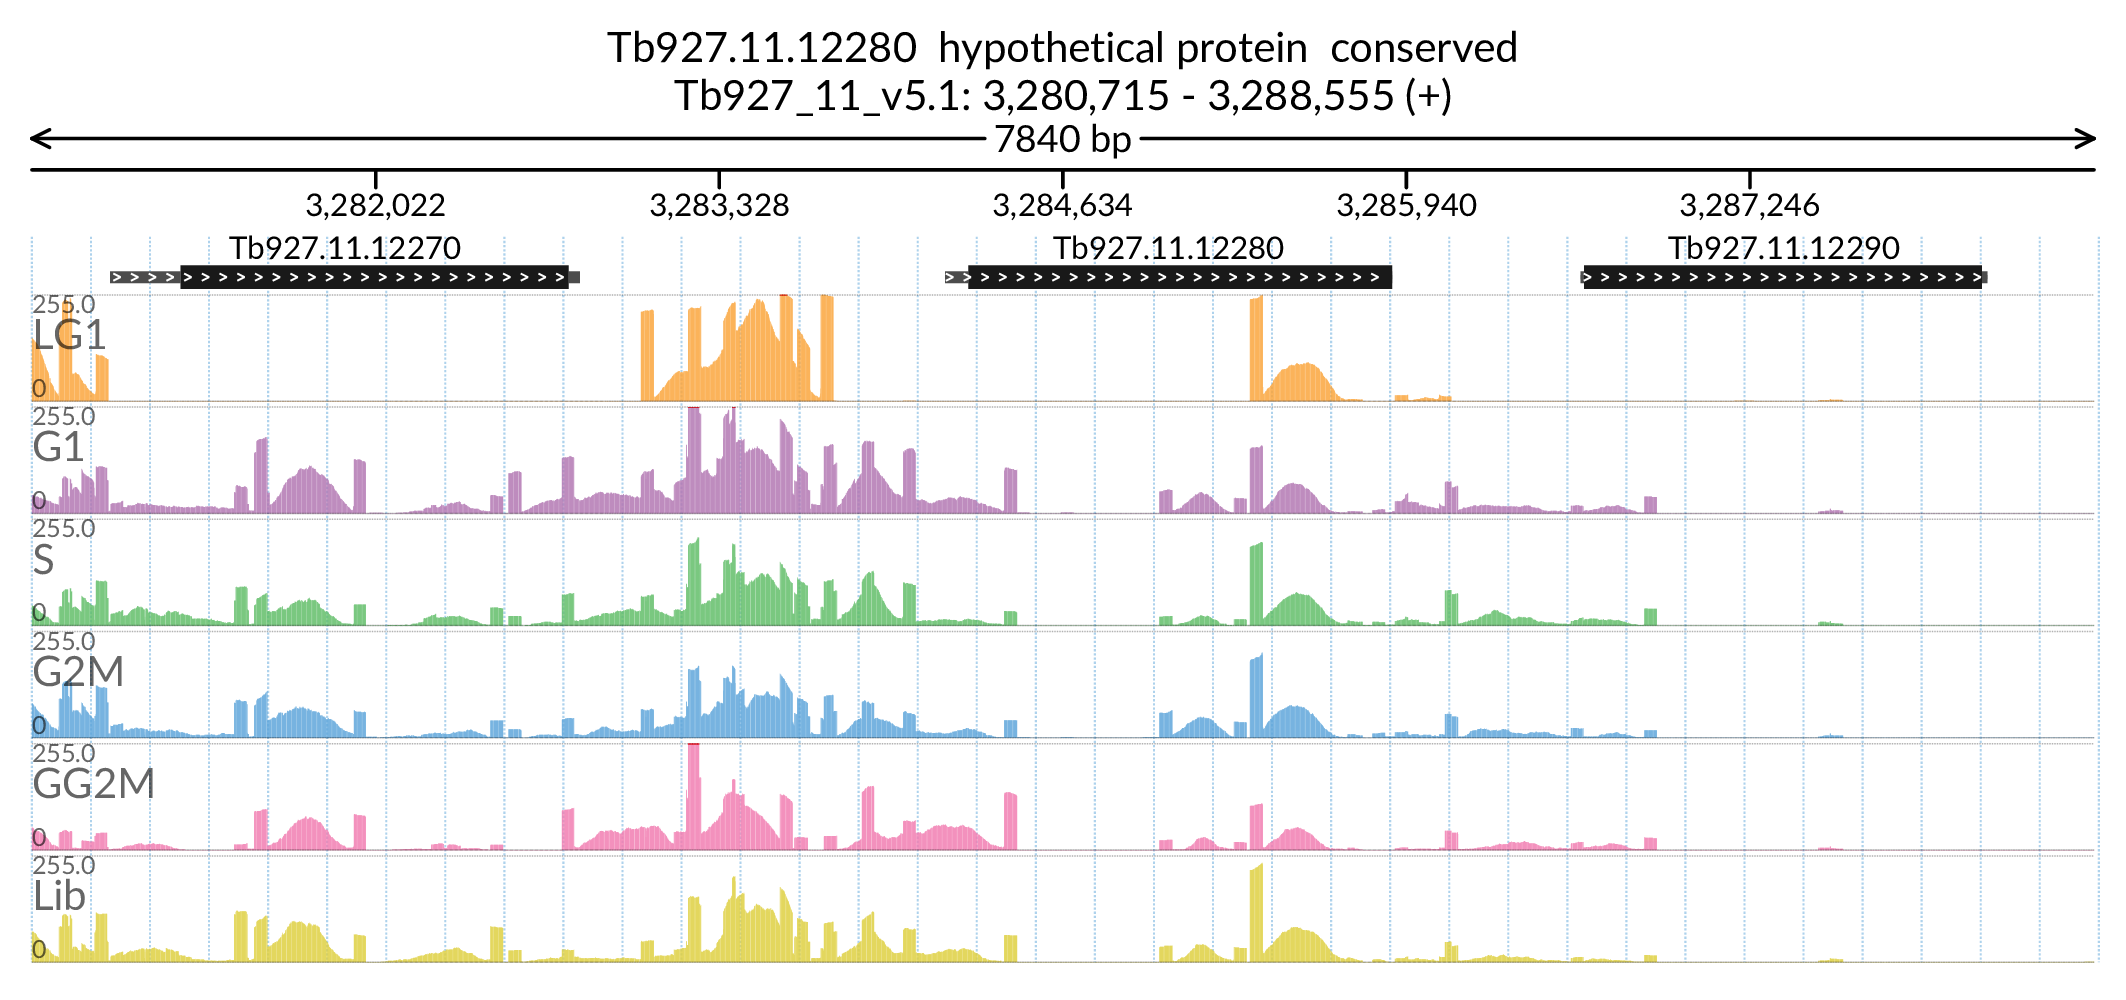 Tb927.11.12280  hypothetical protein  conserved
Tb927_11_v5.1: 3,280,715 - 3,288,555 (+)
7840 bp
3,282,022 3,283,328 3,284,634 3,285,940 3,287,246
Tb927.11.12270 Tb927.11.12280 Tb927.11.12290
255.0
LG1
0
255.0
G1
0
255.0
S
0
255.0
G2M
0
255.0
GG2M
0
255.0
Lib
0